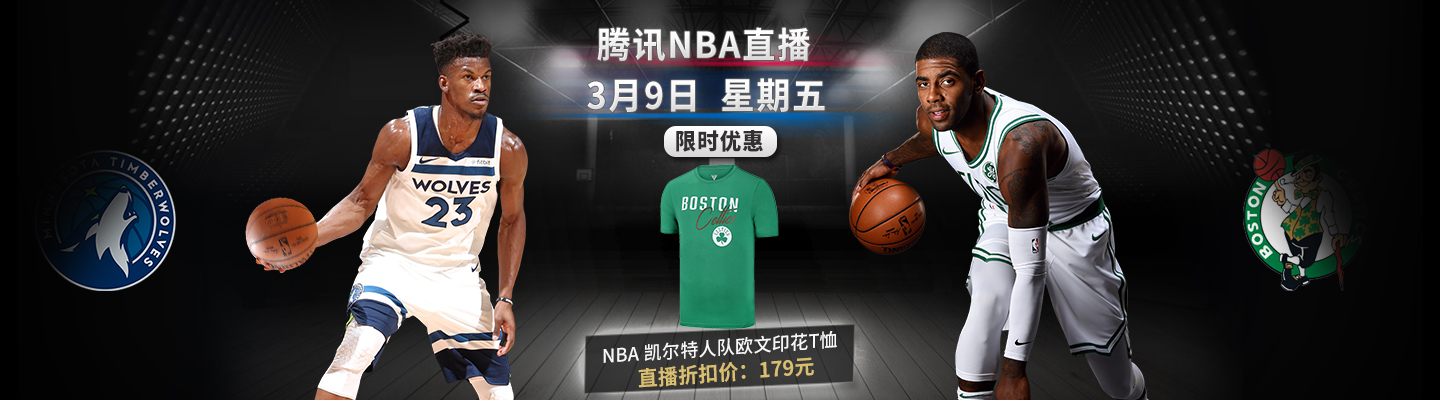 腾讯NBA直播
3月9日 星期五
限时优惠
TIMBERWOLVES
fitbit
WOLVES
23
BOSTON
Celtics
BOSTON
NBA 凯尔特人队欧文印花T恤
直播折扣价：179元